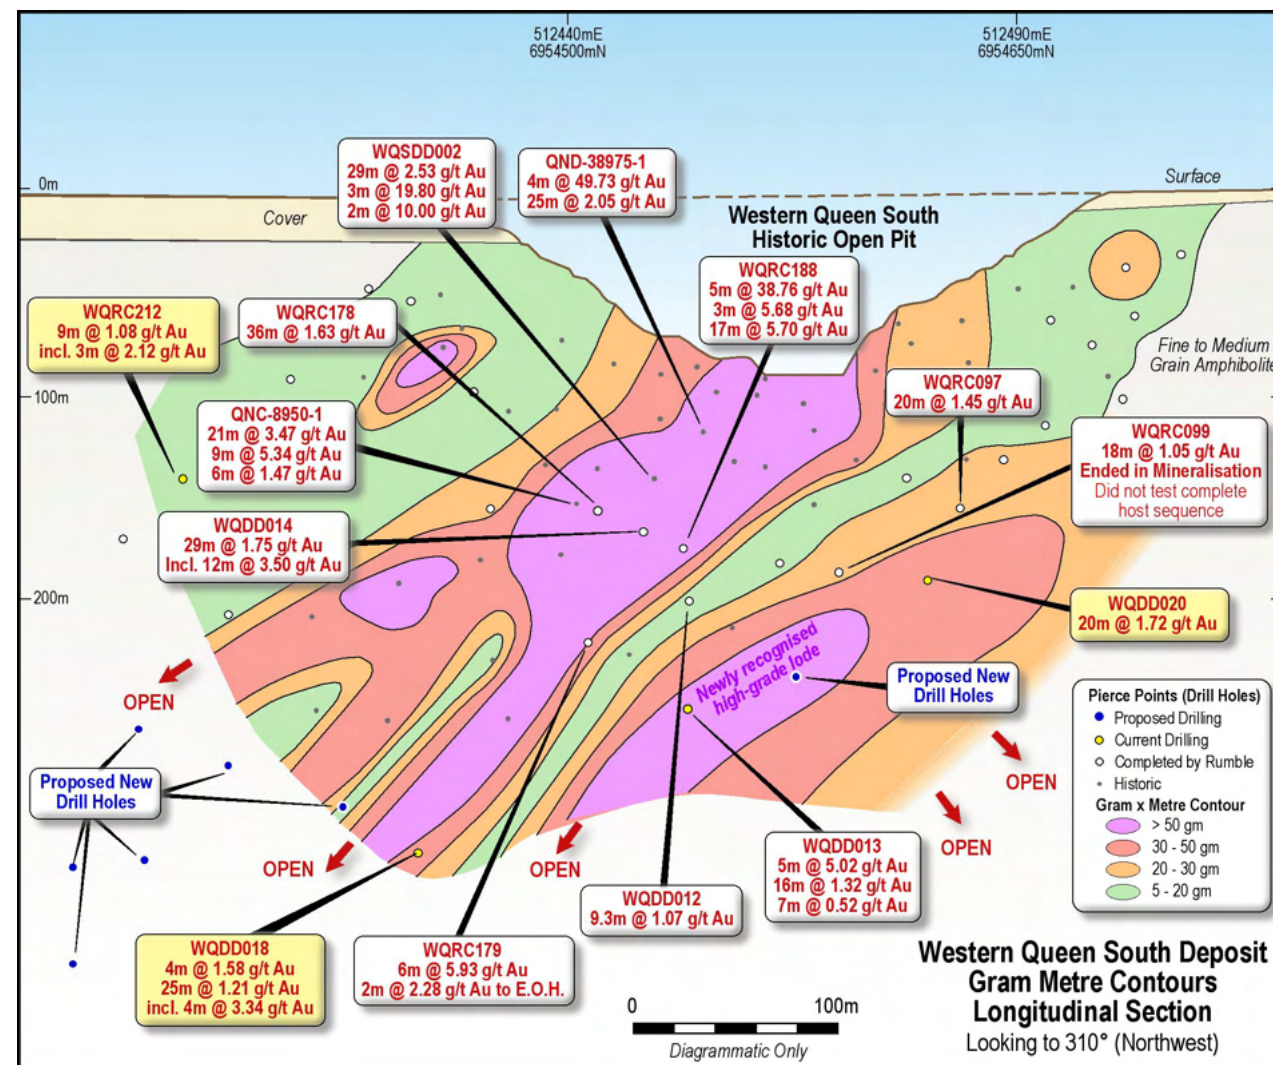 512440mE
6954500mN
512490mE
6954650mN
0m
100m
200m
Surface
Cover
WQSDD002
29m @ 2.53 g/t Au
3m @ 19.80 g/t Au
2m @ 10.00 g/t Au
QND-38975-1
4m @ 49.73 g/t Au
25m @ 2.05 g/t Au
Western Queen South
Historic Open Pit
WQRC188
5m @ 38.76 g/t Au
3m @ 5.68 g/t Au
17m @ 5.70 g/t Au
WQRC212
9m @ 1.08 g/t Au
incl. 3m @ 2.12 g/t Au
WQRC178
36m @ 1.63 g/t Au
Fine to Medium
Grain Amphibolite
WQRC097
20m @ 1.45 g/t Au
QNC-8950-1
21m @ 3.47 g/t Au
9m @ 5.34 g/t Au
6m @ 1.47 g/t Au
WQRC099
18m @ 1.05 g/t Au
Ended in Mineralisation
Did not test complete
host sequence
WQDD014
29m @ 1.75 g/t Au
Incl. 12m @ 3.50 g/t Au
WQDD020
20m @ 1.72 g/t Au
Newly recognised
high-grade lode
Proposed New
Drill Holes
OPEN
Proposed New
Drill Holes
OPEN
OPEN
OPEN
OPEN
Pierce Points (Drill Holes)
Proposed Drilling
Current Drilling
Completed by Rumble
Historic
Gram x Metre Contour
> 50 gm
30 - 50 gm
20 - 30 gm
5 - 20 gm
WQDD013
5m @ 5.02 g/t Au
16m @ 1.32 g/t Au
7m @ 0.52 g/t Au
WQDD012
9.3m @ 1.07 g/t Au
WQDD018
4m @ 1.58 g/t Au
25m @ 1.21 g/t Au
incl. 4m @ 3.34 g/t Au
WQRC179
6m @ 5.93 g/t Au
2m @ 2.28 g/t Au to E.O.H.
0
100m
Diagrammatic Only
Western Queen South Deposit
Gram Metre Contours
Longitudinal Section
Looking to 310° (Northwest)